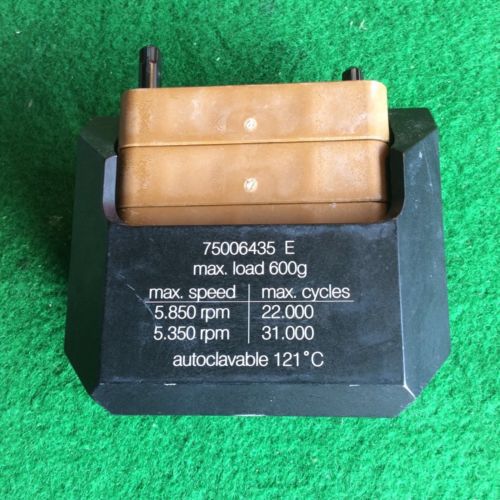 75006435 E
max. load 600g
max. speed max. cycles
5.850 rpm 22.000
5.350 rpm 31.000
autoclavable 121°C